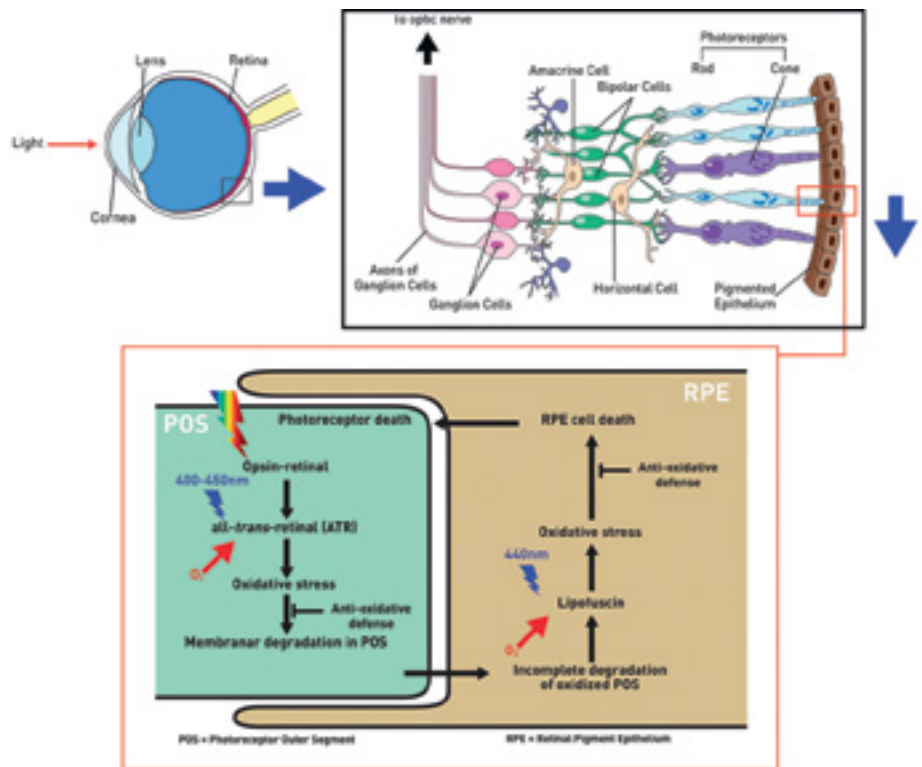 Lens
Retina
Light
Cornea
To optic nerve
Amacrine Cell
Bipolar Cells
Photoreceptors
Rod
Cone
Axons of
Ganglion Cells
Ganglion Cells
Horizontal Cell
Pigmented
Epithelium
POS
Photoreceptor death
Opsin-retinal
400-450nm
all-trans-retinal (ATR)
O₂
Oxidative stress
Anti-oxidative
defense
Membranar degradation in POS
RPE
RPE cell death
Anti-oxidative
defense
Oxidative stress
440nm
Lipofuscin
O₂
Incomplete degradation
of oxidized POS
POS = Photoreceptor Outer Segment
RPE = Retinal Pigment Epithelium